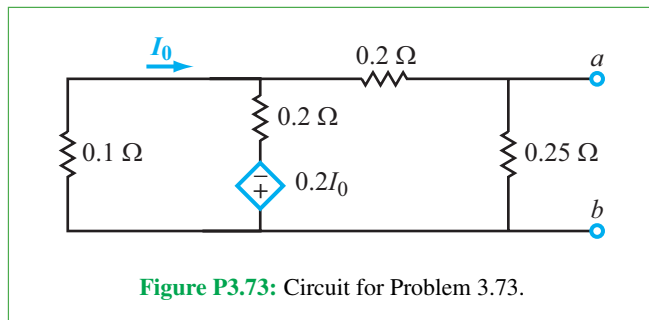 I₀
0.2 Ω
a
0.2 Ω
0.1 Ω
0.25 Ω
−
+
0.2I₀
b
Figure P3.73: Circuit for Problem 3.73.